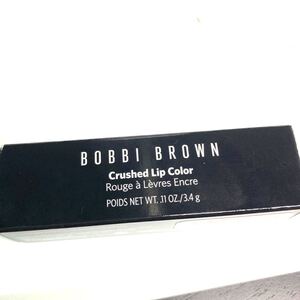 BOBBI BROWN
Crushed Lip Color
Rouge à Lèvres Encre
POIDS NET WT. .11 OZ./3.4 g